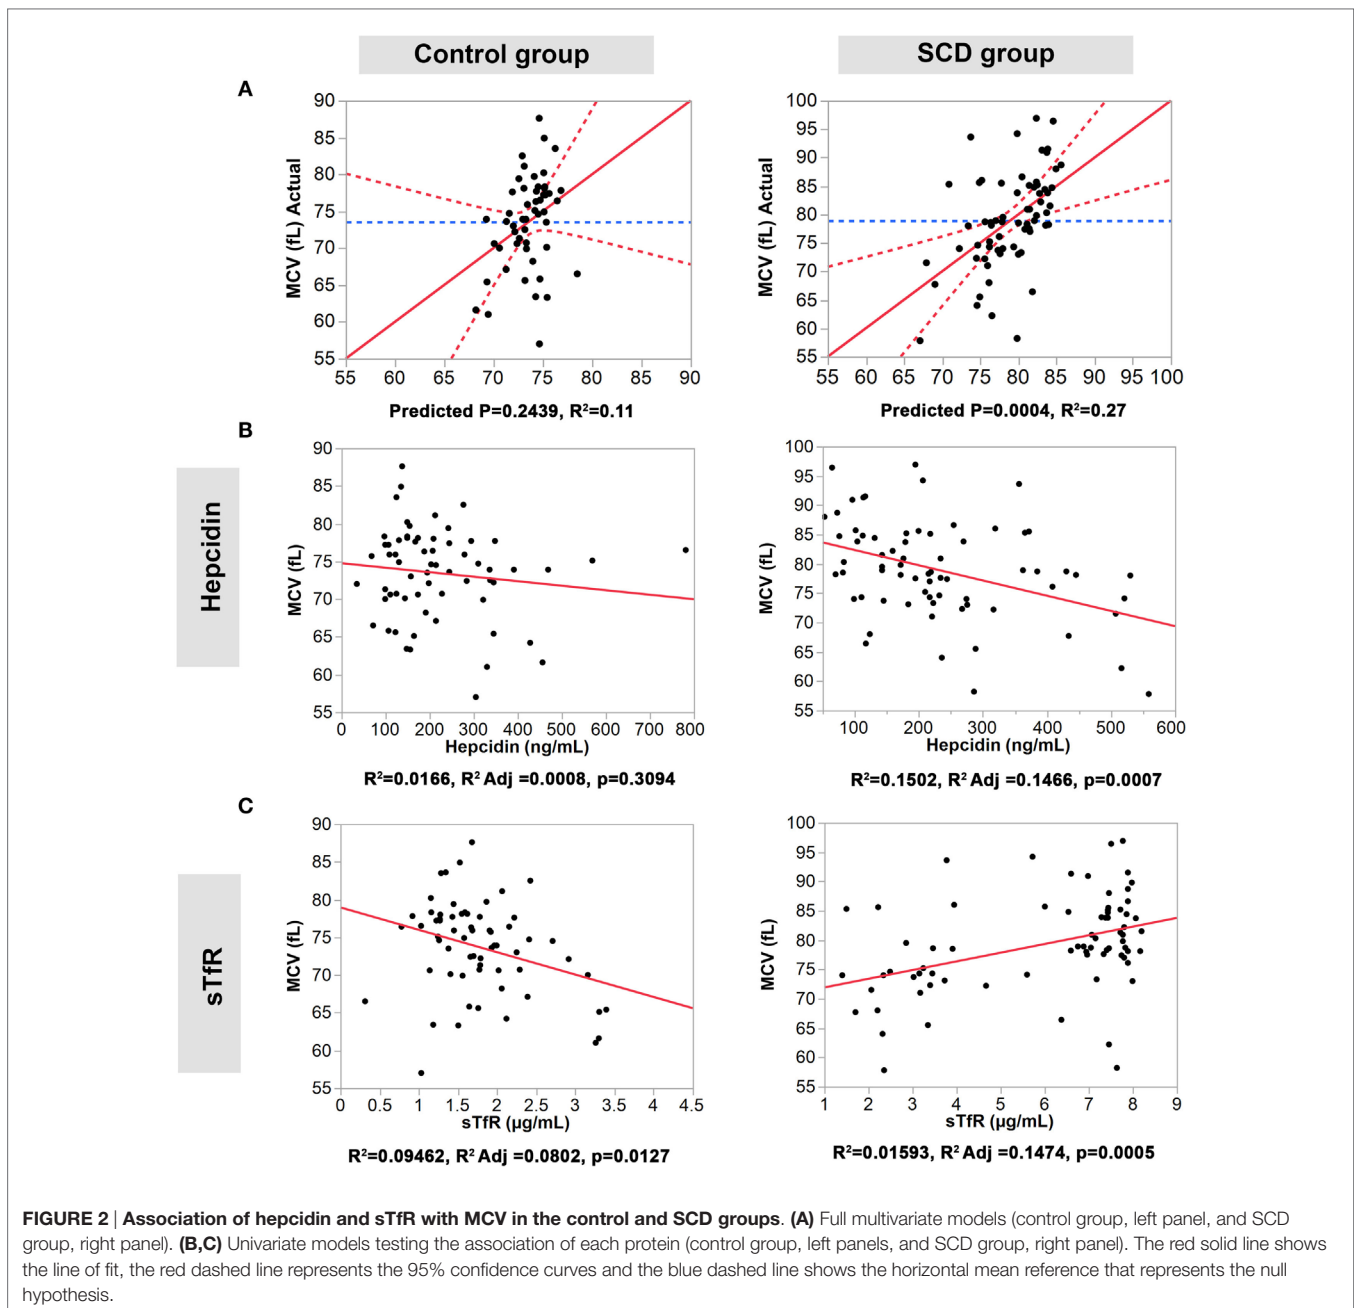 Control group
SCD group
A
90
85
80
75
70
65
60
55
MCV (fL) Actual
55 60 65 70 75 80 85 90
Predicted P=0.2439, R²=0.11
100
95
90
85
80
75
70
65
60
55
MCV (fL) Actual
55 60 65 70 75 80 85 90 95 100
Predicted P=0.0004, R²=0.27
B
Hepcidin
90
85
80
75
70
65
60
55
MCV (fL)
0 100 200 300 400 500 600 700 800
Hepcidin (ng/mL)
R²=0.0166, R² Adj =0.0008, p=0.3094
100
95
90
85
80
75
70
65
60
55
MCV (fL)
100 200 300 400 500 600
Hepcidin (ng/mL)
R²=0.1502, R² Adj =0.1466, p=0.0007
C
sTfR
90
85
80
75
70
65
60
55
MCV (fL)
0 0.5 1 1.5 2 2.5 3 3.5 4 4.5
sTfR (µg/mL)
R²=0.09462, R² Adj =0.0802, p=0.0127
100
95
90
85
80
75
70
65
60
55
MCV (fL)
1 2 3 4 5 6 7 8 9
sTfR (µg/mL)
R²=0.01593, R² Adj =0.1474, p=0.0005
FIGURE 2 | Association of hepcidin and sTfR with MCV in the control and SCD groups. (A) Full multivariate models (control group, left panel, and SCD
group, right panel). (B,C) Univariate models testing the association of each protein (control group, left panels, and SCD group, right panel). The red solid line shows
the line of fit, the red dashed line represents the 95% confidence curves and the blue dashed line shows the horizontal mean reference that represents the null
hypothesis.